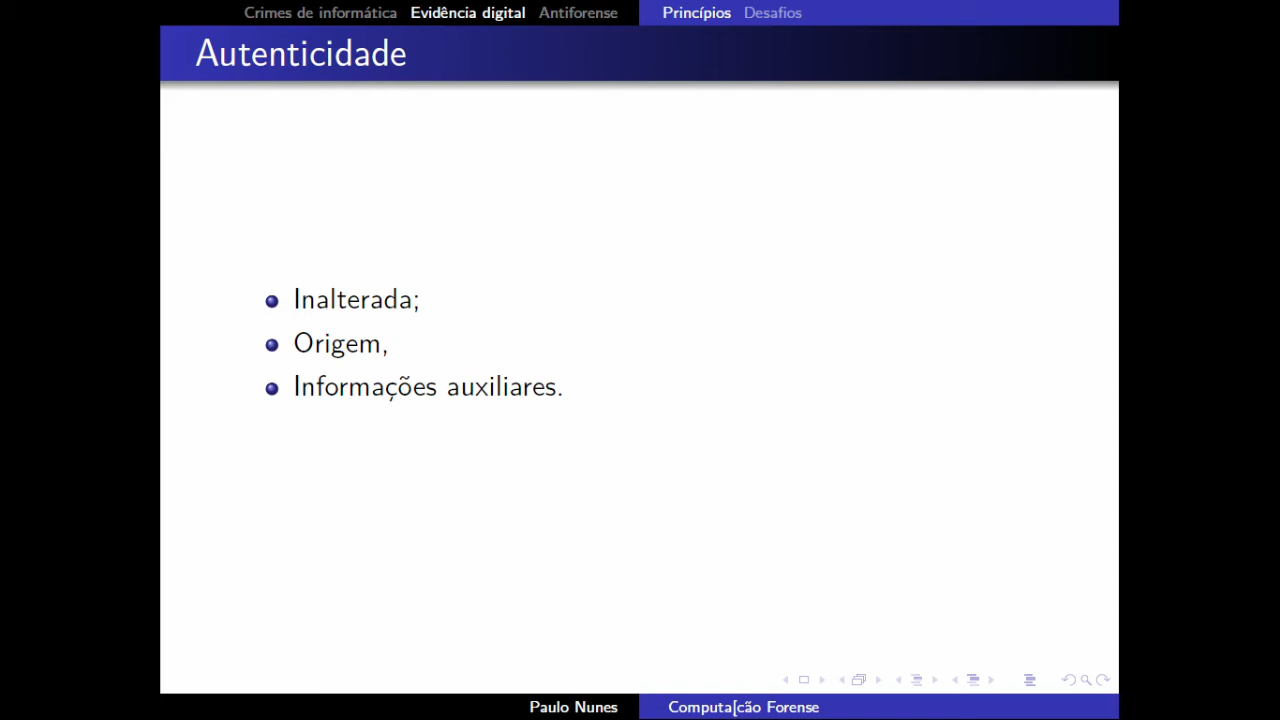 Crimes de informática Evidência digital Antiforense Princípios Desafios
Autenticidade
Inalterada;
Origem,
Informações auxiliares.
Paulo Nunes Computa[cão Forense